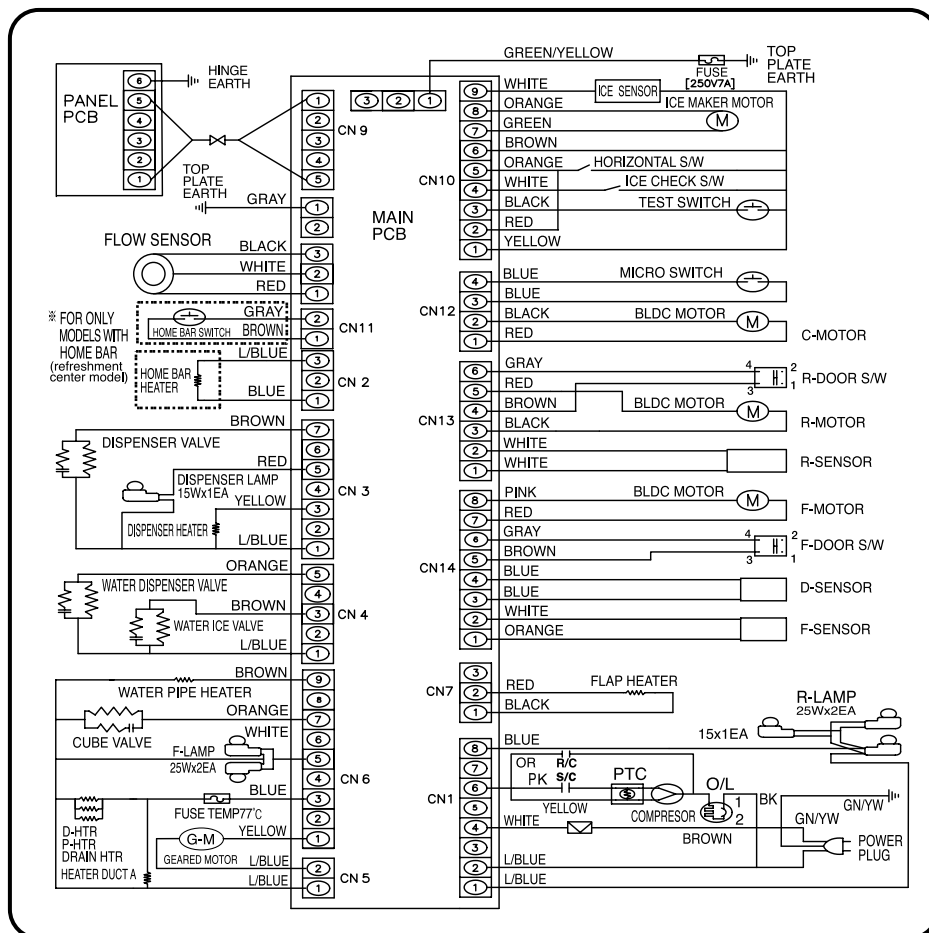 GREEN/YELLOW
FUSE
[250V7A]
TOP
PLATE
EARTH
PANEL
PCB
6
5
4
3
2
1
HINGE
EARTH
1
2
3
4
5
CN 9
3 2 1
TOP
PLATE
EARTH
GRAY
1
2
MAIN
PCB
FLOW SENSOR
BLACK
3
WHITE
2
RED
1
※ FOR ONLY
MODELS WITH
HOME BAR
(refreshment
center model)
GRAY
2
HOME BAR SWITCH
BROWN
1
CN11
L/BLUE
3
HOME BAR
HEATER
2
CN 2
BLUE
1
BROWN
7
DISPENSER VALVE
6
RED
5
DISPENSER LAMP
15Wx1EA
4
CN 3
YELLOW
3
DISPENSER HEATER
2
L/BLUE
1
ORANGE
5
WATER DISPENSER VALVE
4
BROWN
3
CN 4
WATER ICE VALVE
2
L/BLUE
1
BROWN
9
WATER PIPE HEATER
8
ORANGE
7
CUBE VALVE
WHITE
6
F-LAMP
25Wx2EA
5
4
CN 6
BLUE
3
FUSE TEMP77℃
2
D-HTR
P-HTR
DRAIN HTR
YELLOW
1
G-M
GEARED MOTOR
HEATER DUCT A
L/BLUE
2
L/BLUE
1
CN 5
WHITE
9
ICE SENSOR
ORANGE
8
ICE MAKER MOTOR
M
GREEN
7
BROWN
6
ORANGE
5
HORIZONTAL S/W
CN10
WHITE
4
ICE CHECK S/W
BLACK
3
TEST SWITCH
RED
2
YELLOW
1
BLUE
4
MICRO SWITCH
BLUE
3
CN12
BLACK
2
BLDC MOTOR
M
RED
1
C-MOTOR
GRAY
6
4 2
3 1
R-DOOR S/W
RED
5
BROWN
4
BLDC MOTOR
M
CN13
BLACK
3
R-MOTOR
WHITE
2
WHITE
1
R-SENSOR
PINK
8
BLDC MOTOR
M
RED
7
F-MOTOR
GRAY
6
4 2
3 1
F-DOOR S/W
BROWN
5
CN14
BLUE
4
D-SENSOR
BLUE
3
WHITE
2
F-SENSOR
ORANGE
1
3
CN7
RED
2
FLAP HEATER
BLACK
1
R-LAMP
25Wx2EA
15x1EA
BLUE
8
7
OR R/C
PK S/C
6
PTC
S
COMPRESOR
O/L
1
2
BK
GN/YW
GN/YW
CN1
5
YELLOW
WHITE
4
BROWN
POWER
PLUG
3
L/BLUE
2
L/BLUE
1